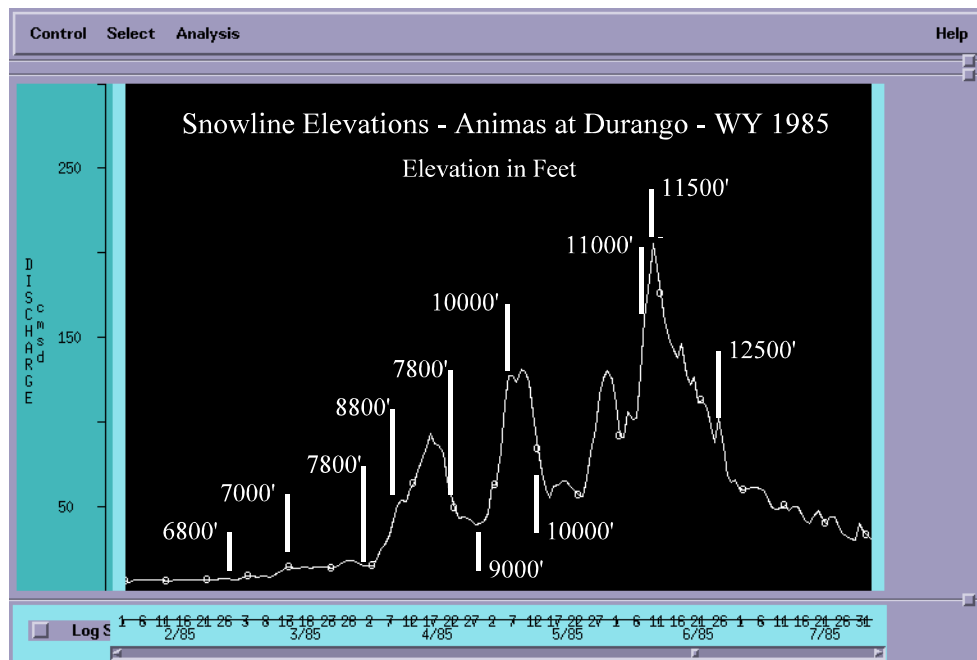 Control Select Analysis Help
Snowline Elevations - Animas at Durango - WY 1985
Elevation in Feet
250
150
50
DISCHARGE
cmsd
11500'
11000'
10000'
12500'
7800'
8800'
7800'
7000'
6800'
10000'
9000'
Log S
1 6 11 16 21 26 3 8 13 18 23 28 2 7 12 17 22 27 2 7 12 17 22 27 1 6 11 16 21 26 1 6 11 16 21 26 31
2/85 3/85 4/85 5/85 6/85 7/85